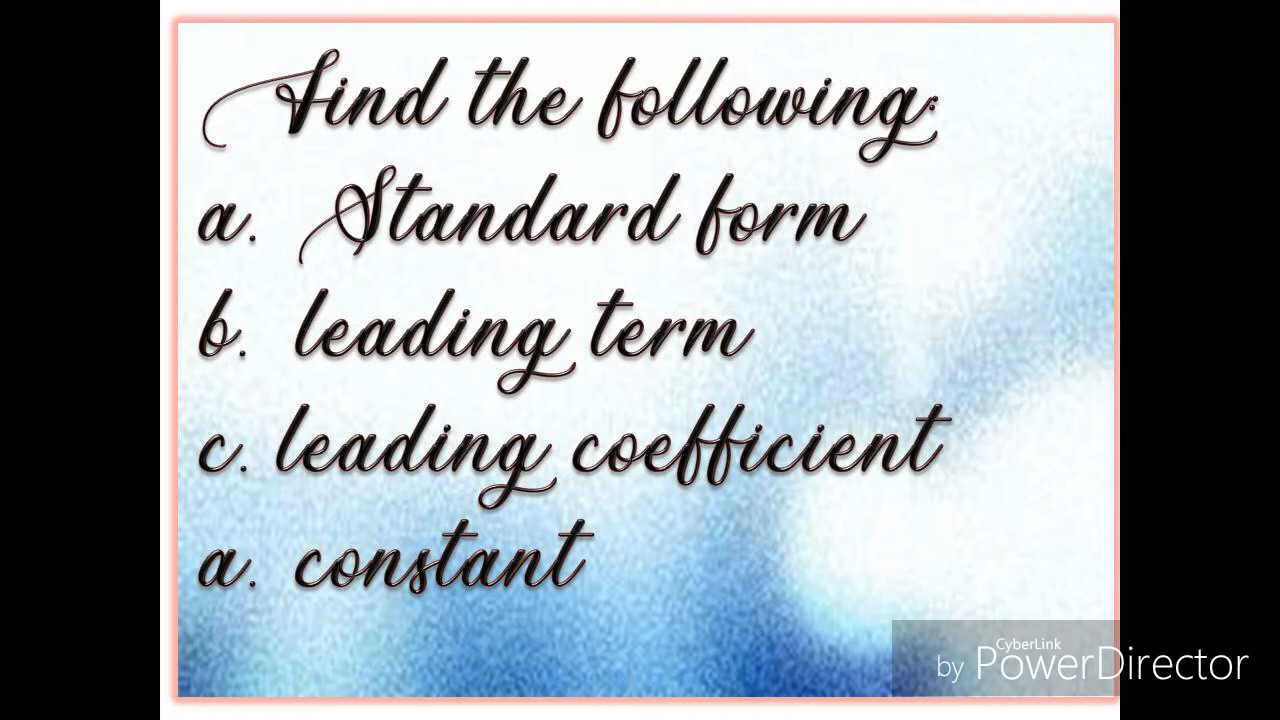 Find the following:
a. Standard form
b. leading term
c. leading coefficient
a. constant
CyberLink
by PowerDirector